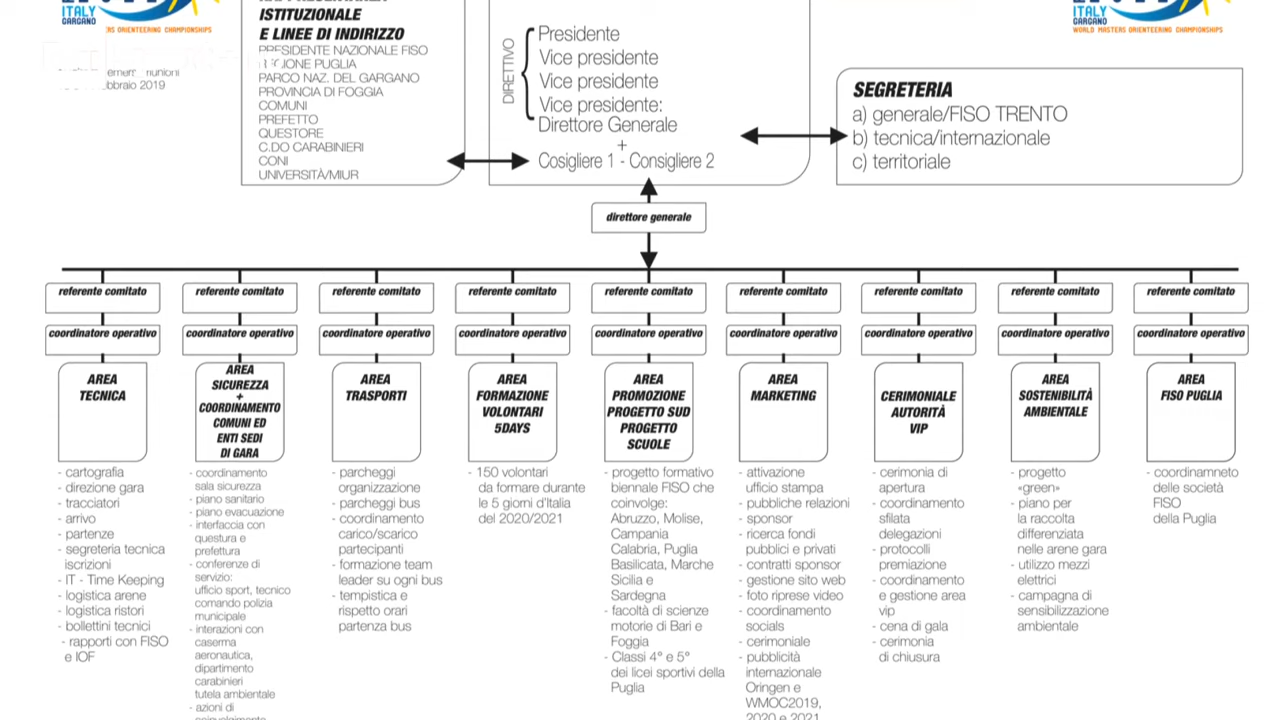 ITALY
GARGANO
RS ORIENTEERING CHAMPIONSHIPS
bbraio 2019
ISTITUZIONALE
E LINEE DI INDIRIZZO
PRESIDENTE NAZIONALE FISO
REGIONE PUGLIA
PARCO NAZ. DEL GARGANO
PROVINCIA DI FOGGIA
COMUNI
PREFETTO
QUESTORE
C.DO CARABINIERI
CONI
UNIVERSITÀ/MIUR
DIRETTIVO
Presidente
Vice presidente
Vice presidente
Vice presidente:
Direttore Generale
+
Cosigliere 1 - Consigliere 2
ITALY
GARGANO
WORLD MASTERS ORIENTEERING CHAMPIONSHIPS
SEGRETERIA
a) generale/FISO TRENTO
b) tecnica/internazionale
c) territoriale
direttore generale
referente comitato
coordinatore operativo
AREA
TECNICA
- cartografia
- direzione gara
- tracciatori
- arrivo
- partenze
- segreteria tecnica
iscrizioni
- IT - Time Keeping
- logistica arene
- logistica ristori
- bollettini tecnici
- rapporti con FISO
e IOF
referente comitato
coordinatore operativo
AREA
SICUREZZA
+
COORDINAMENTO
COMUNI ED
ENTI SEDI
DI GARA
- coordinamento
sala sicurezza
- piano sanitario
- piano evacuazione
- interfaccia con
questura e
prefettura
- conferenze di
servizio:
ufficio sport, tecnico
comando polizia
municipale
- interazioni con
caserma
aeronautica,
dipartimento
carabinieri
tutela ambientale
- azioni di
referente comitato
coordinatore operativo
AREA
TRASPORTI
- parcheggi
organizzazione
- parcheggi bus
- coordinamento
carico/scarico
partecipanti
- formazione team
leader su ogni bus
- tempistica e
rispetto orari
partenza bus
referente comitato
coordinatore operativo
AREA
FORMAZIONE
VOLONTARI
5DAYS
- 150 volontari
da formare durante
le 5 giorni d'Italia
del 2020/2021
referente comitato
coordinatore operativo
AREA
PROMOZIONE
PROGETTO SUD
PROGETTO
SCUOLE
- progetto formativo
biennale FISO che
coinvolge:
Abruzzo, Molise,
Campania
Calabria, Puglia
Basilicata, Marche
Sicilia e
Sardegna
- facoltà di scienze
motorie di Bari e
Foggia
- Classi 4° e 5°
dei licei sportivi della
Puglia
referente comitato
coordinatore operativo
AREA
MARKETING
- attivazione
ufficio stampa
- pubbliche relazioni
- sponsor
- ricerca fondi
pubblici e privati
- contratti sponsor
- gestione sito web
- foto riprese video
- coordinamento
socials
- cerimoniale
- pubblicità
internazionale
Oringen e
WMOC2019,
2020 e 2021
referente comitato
coordinatore operativo
CERIMONIALE
AUTORITÀ
VIP
- cerimonia di
apertura
- coordinamento
sfilata
delegazioni
- protocolli
premiazione
- coordinamento
e gestione area
vip
- cena di gala
- cerimonia
di chiusura
referente comitato
coordinatore operativo
AREA
SOSTENIBILITÀ
AMBIENTALE
- progetto
«green»
- piano per
la raccolta
differenziata
nelle arene gara
- utilizzo mezzi
elettrici
- campagna di
sensibilizzazione
ambientale
referente comitato
coordinatore operativo
AREA
FISO PUGLIA
- coordinamneto
delle società
FISO
della Puglia